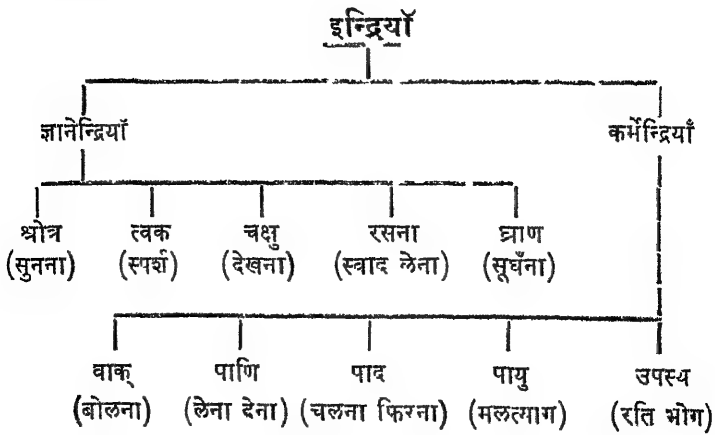 इन्द्रियॉ
ज्ञानेन्द्रियॉ कर्मेन्द्रियाँ
श्रोत्र त्वक चक्षु रसना घ्राण
(सुनना) (स्पर्श) (देखना) (स्वाद लेना) (सूघँना)
वाक् पाणि पाद पायु उपस्थ
(बोलना) (लेना देना) (चलना फिरना) (मलत्याग) (रति भोग)